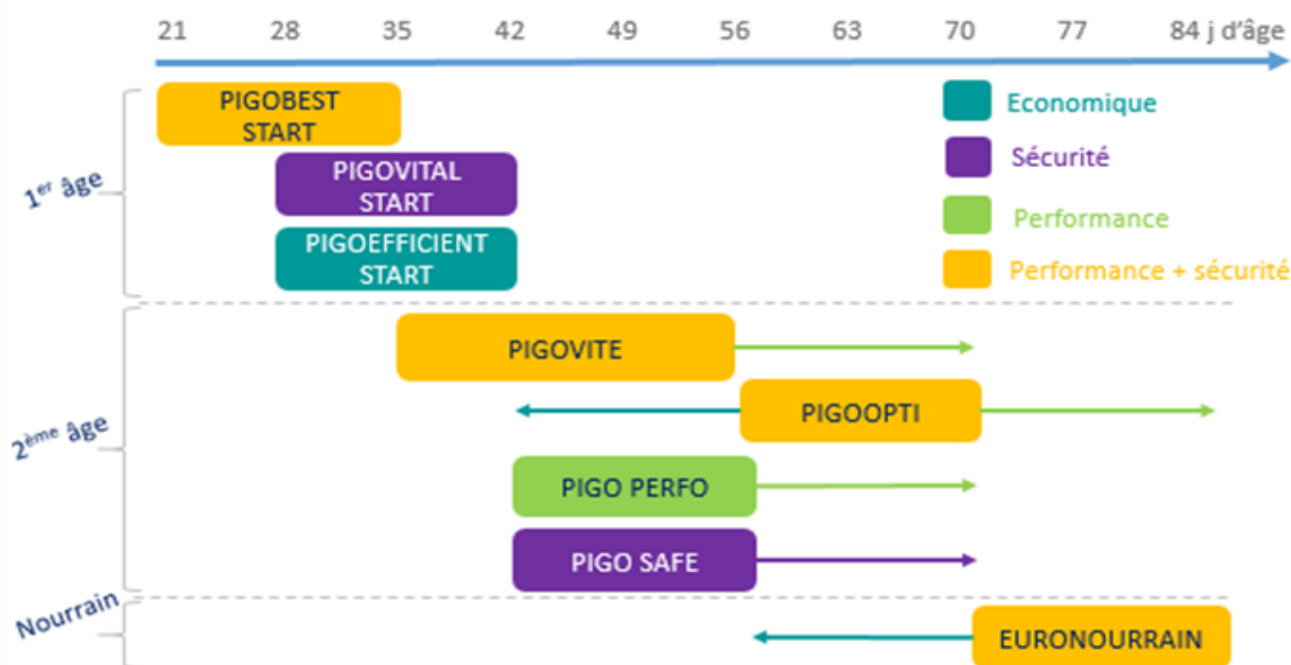 21 28 35 42 49 56 63 70 77 84 j d'âge
PIGOBEST
START
Economique
PIGOVITAL
START
Sécurité
1er âge
PIGOEFFICIENT
START
Performance
Performance + sécurité
PIGOVITE
PIGOOPTI
2ème âge
PIGO PERFO
PIGO SAFE
Nourrain
EURONOURRAIN